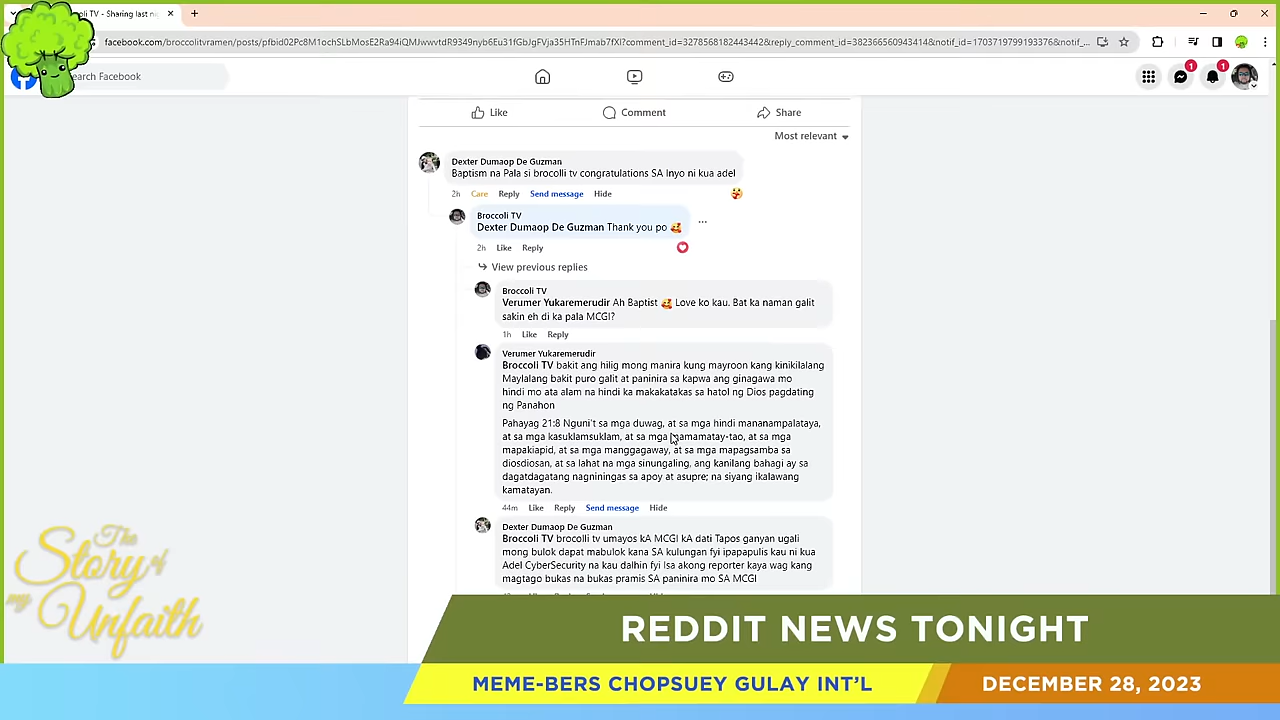 oli TV - Sharing last ni
facebook.com/broccolitvramen/posts/
Search Facebook
1
1
Like
Comment
Share
Most relevant
Dexter Dumaop De Guzman
Baptism na Pala si brocolli tv congratulations SA Inyo ni kua adel
2h Care Reply Send message Hide
Broccoli TV
Dexter Dumaop De Guzman Thank you po 🥰
2h Like Reply
View previous replies
Broccoli TV
Verumer Yukaremerudir Ah Baptist 🥰 Love ko kau. Bat ka naman galit
sakin eh di ka pala MCGI?
1h Like Reply
Verumer Yukaremerudir
Broccoli TV bakit ang hilig mong manira kung mayroon kang kinikilalang
Maylalang bakit puro galit at paninira sa kapwa ang ginagawa mo
hindi mo ata alam na hindi ka makakatakas sa hatol ng Dios pagdating
ng Panahon
Pahayag 21:8 Nguni't sa mga duwag, at sa mga hindi mananampalataya,
at sa mga kasuklamsuklam, at sa mga mamamatay-tao, at sa mga
mapakiapid, at sa mga manggagaway, at sa mga mapagsamba sa
diosdiosan, at sa lahat na mga sinungaling, ang kanilang bahagi ay sa
dagatdagatang nagniningas sa apoy at asupre; na siyang ikalawang
kamatayan.
44m Like Reply Send message Hide
Dexter Dumaop De Guzman
Broccoli TV brocolli tv umayos kA MCGI kA dati Tapos ganyan ugali
mong bulok dapat mabulok kana SA kulungan fyi ipapapulis kau ni kua
Adel CyberSecurity na kau dalhin fyi Isa akong reporter kaya wag kang
magtago bukas na bukas pramis SA paninira mo SA MCGI
The
Story of
my Unfaith
REDDIT NEWS TONIGHT
MEME-BERS CHOPSUEY GULAY INT'L
DECEMBER 28, 2023